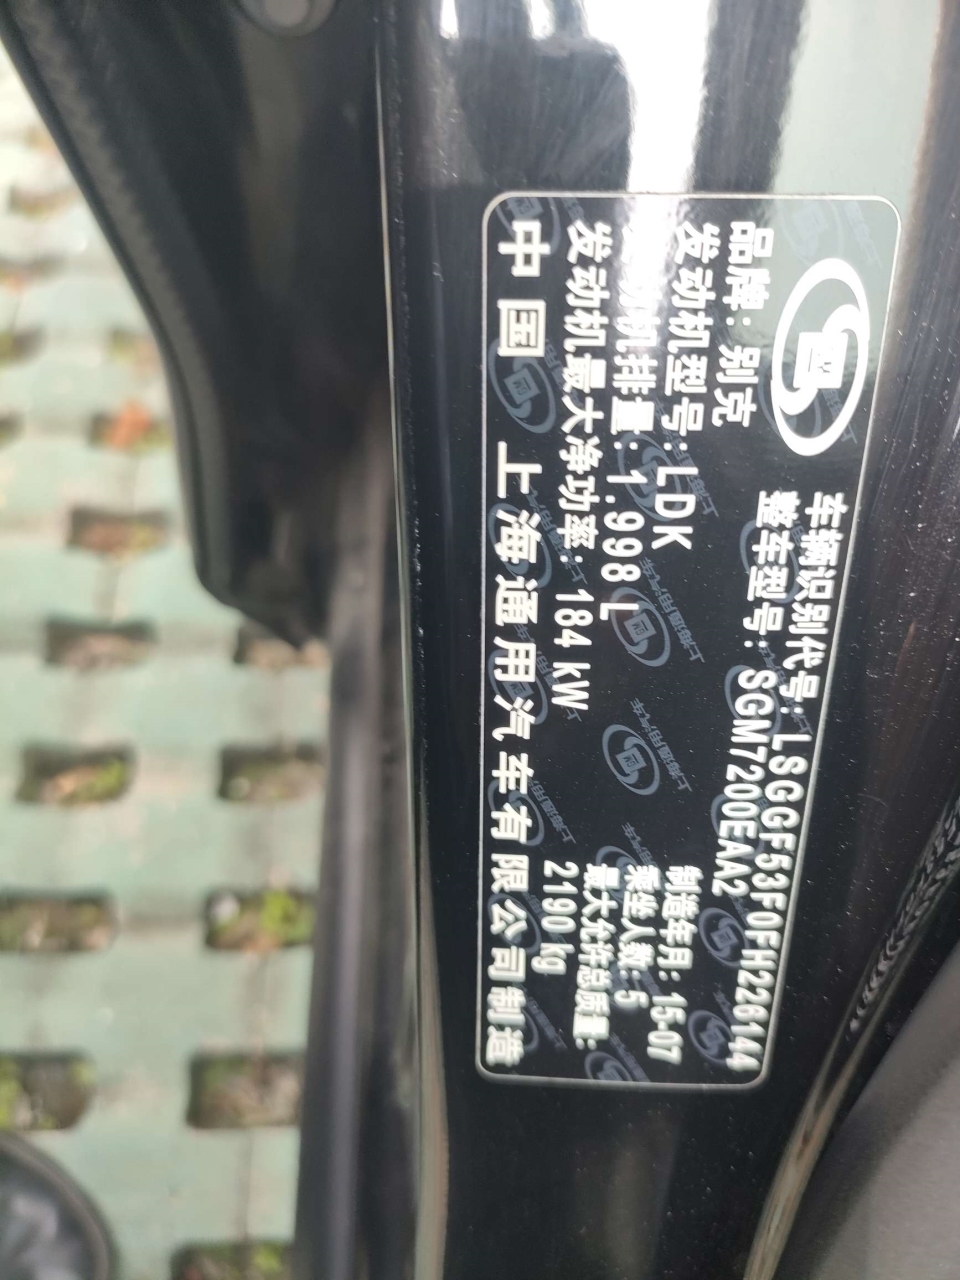 车辆识别代号: LSGGF53F0FH226144
整车型号: SGM7200EAA2
品牌: 别克
发动机型号: LDK
制造年月: 15-07
动机排量: 1.998 L
乘坐人数: 5
发动机最大净功率: 184 kW
最大允许总质量:
2190 kg
中国 上海通用汽车有限公司制造